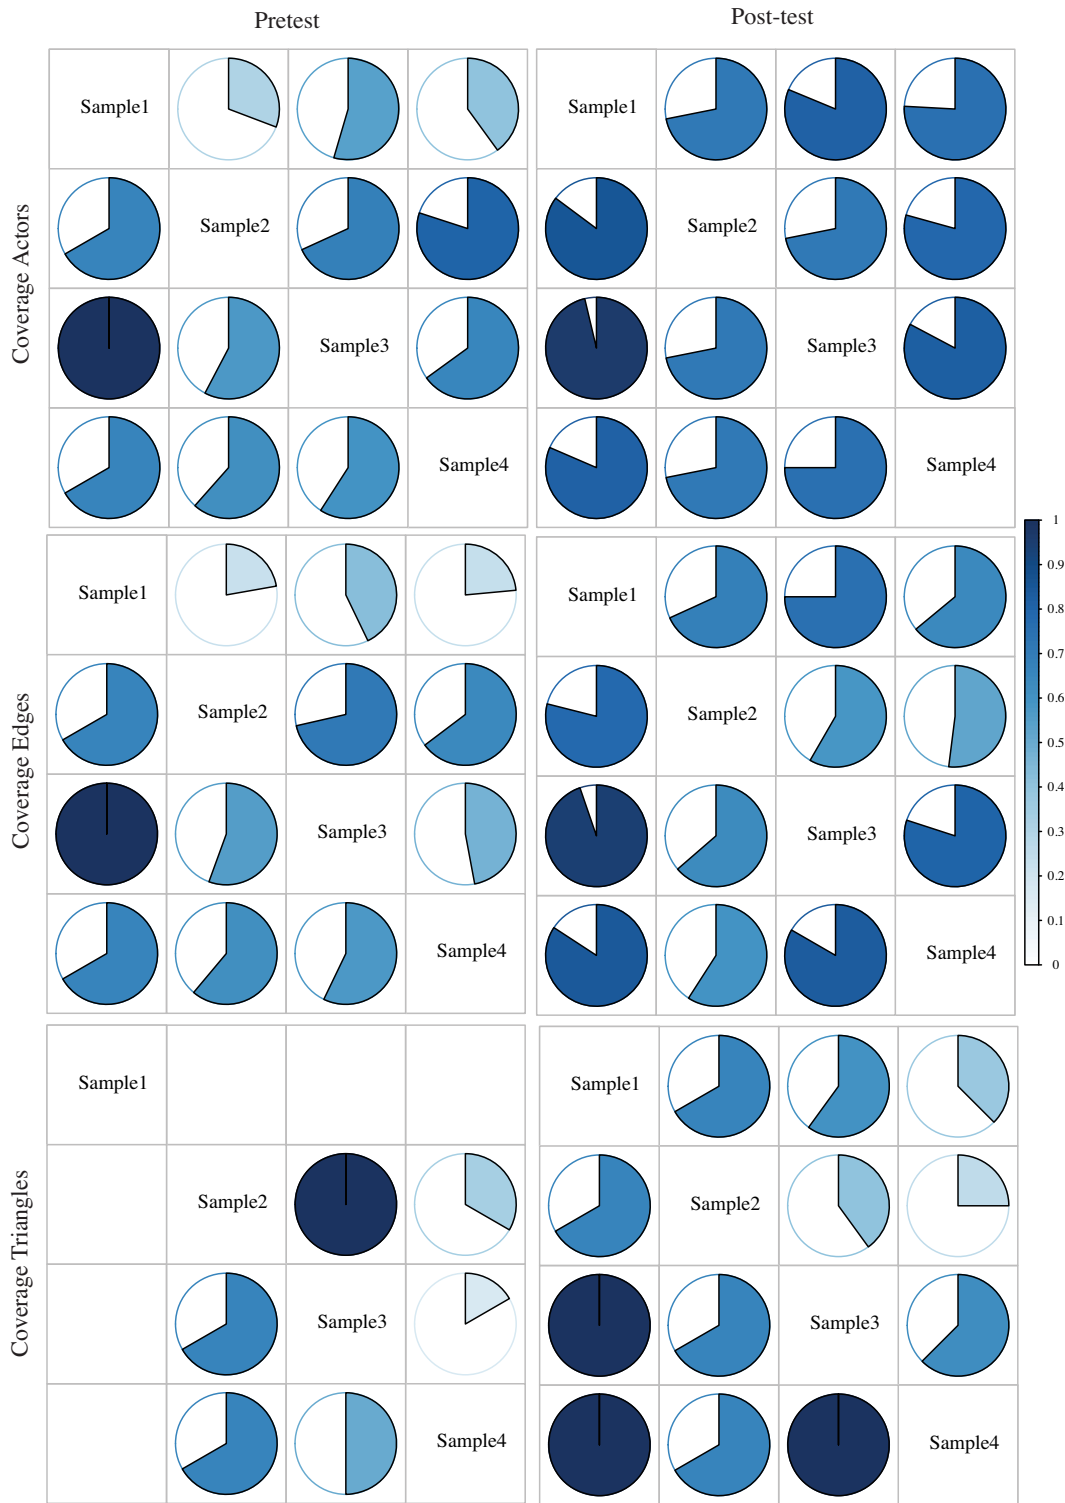 Pretest
Post-test
Coverage Actors
Sample1
Sample2
Sample3
Sample4
Sample1
Sample2
Sample3
Sample4
Coverage Edges
Sample1
Sample2
Sample3
Sample4
Sample1
Sample2
Sample3
Sample4
1
0.9
0.8
0.7
0.6
0.5
0.4
0.3
0.2
0.1
0
Coverage Triangles
Sample1
Sample2
Sample3
Sample4
Sample1
Sample2
Sample3
Sample4